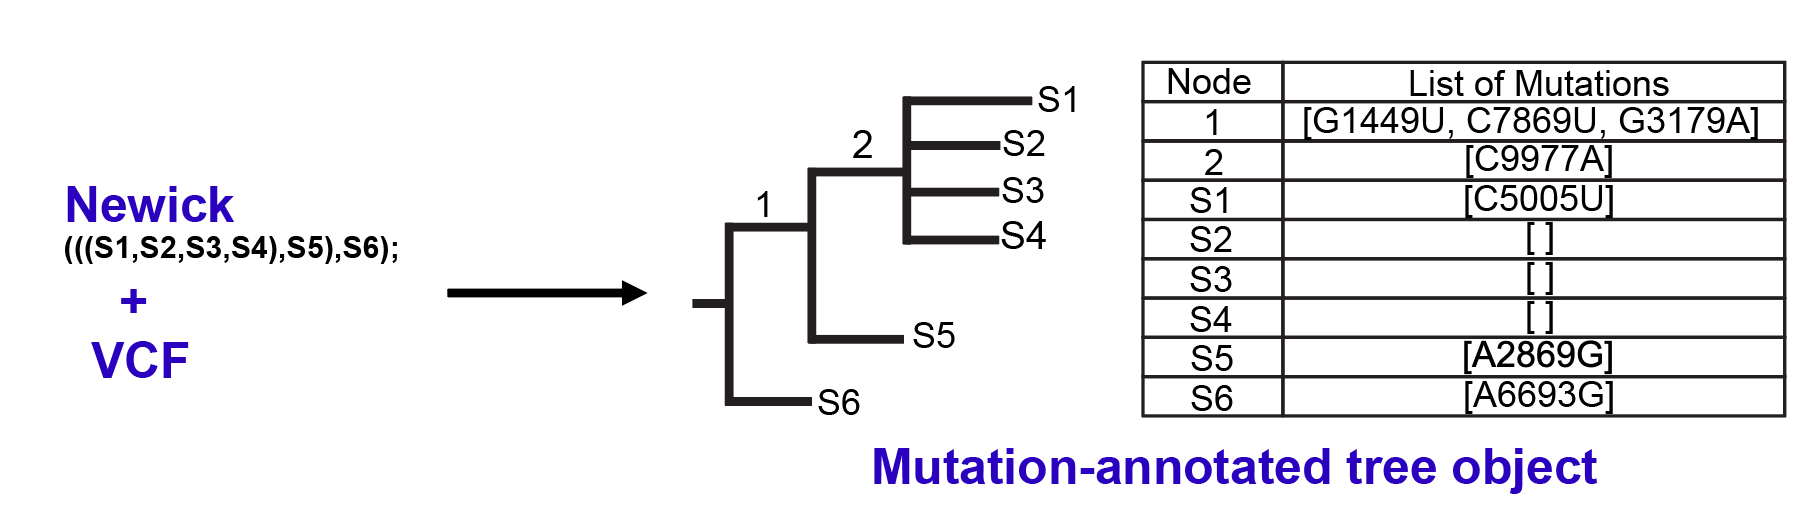 Newick
(((S1,S2,S3,S4),S5),S6);
+
VCF
1
2
S1
S2
S3
S4
S5
S6
Node List of Mutations
1 [G1449U, C7869U, G3179A]
2 [C9977A]
S1 [C5005U]
S2 [ ]
S3 [ ]
S4 [ ]
S5 [A2869G]
S6 [A6693G]
Mutation-annotated tree object